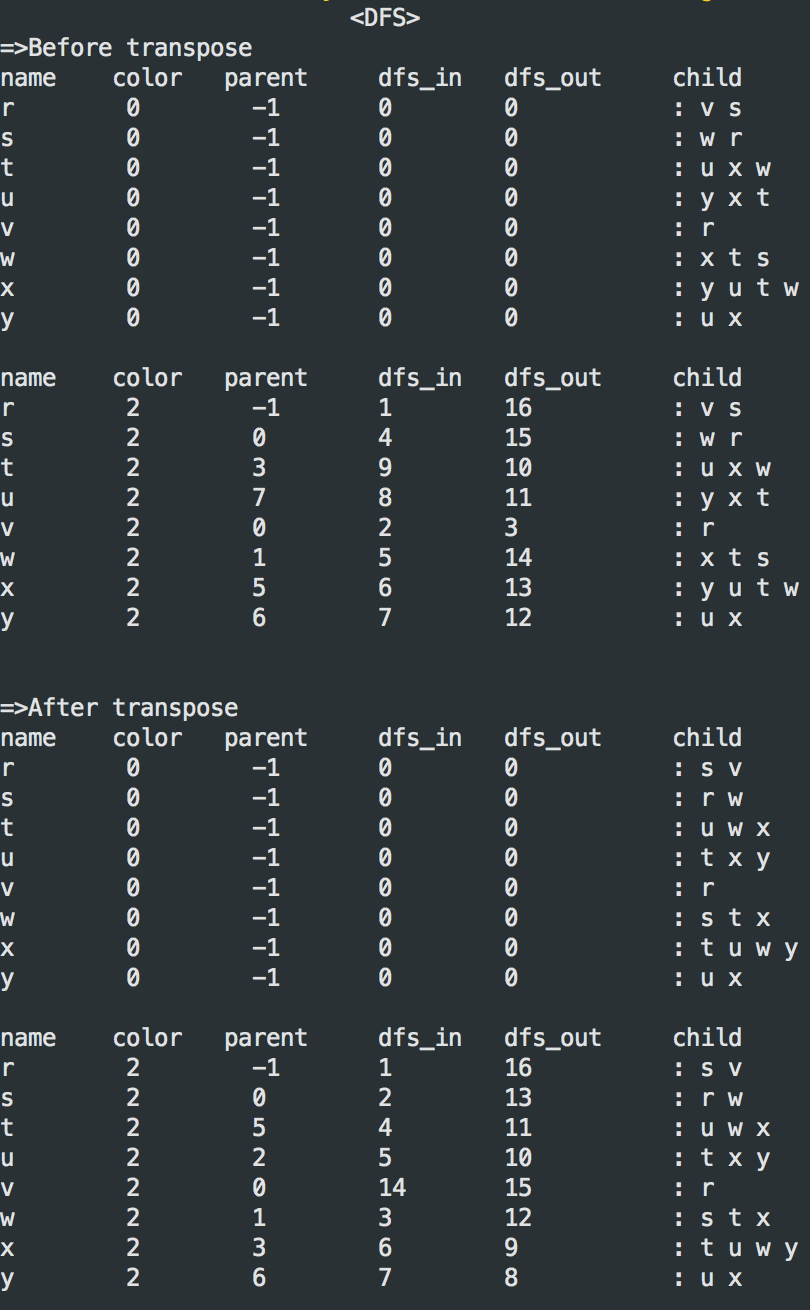 <DFS>
=>Before transpose
name color parent dfs_in dfs_out child
r 0 -1 0 0 : v s
s 0 -1 0 0 : w r
t 0 -1 0 0 : u x w
u 0 -1 0 0 : y x t
v 0 -1 0 0 : r
w 0 -1 0 0 : x t s
x 0 -1 0 0 : y u t w
y 0 -1 0 0 : u x
name color parent dfs_in dfs_out child
r 2 -1 1 16 : v s
s 2 0 4 15 : w r
t 2 3 9 10 : u x w
u 2 7 8 11 : y x t
v 2 0 2 3 : r
w 2 1 5 14 : x t s
x 2 5 6 13 : y u t w
y 2 6 7 12 : u x
=>After transpose
name color parent dfs_in dfs_out child
r 0 -1 0 0 : s v
s 0 -1 0 0 : r w
t 0 -1 0 0 : u w x
u 0 -1 0 0 : t x y
v 0 -1 0 0 : r
w 0 -1 0 0 : s t x
x 0 -1 0 0 : t u w y
y 0 -1 0 0 : u x
name color parent dfs_in dfs_out child
r 2 -1 1 16 : s v
s 2 0 2 13 : r w
t 2 5 4 11 : u w x
u 2 2 5 10 : t x y
v 2 0 14 15 : r
w 2 1 3 12 : s t x
x 2 3 6 9 : t u w y
y 2 6 7 8 : u x